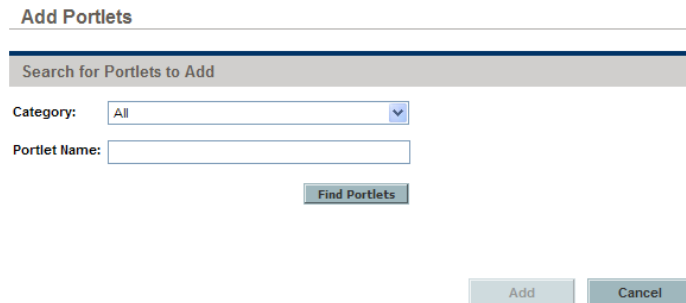 Add Portlets
Search for Portlets to Add
Category: All
Portlet Name:
Find Portlets
Add Cancel